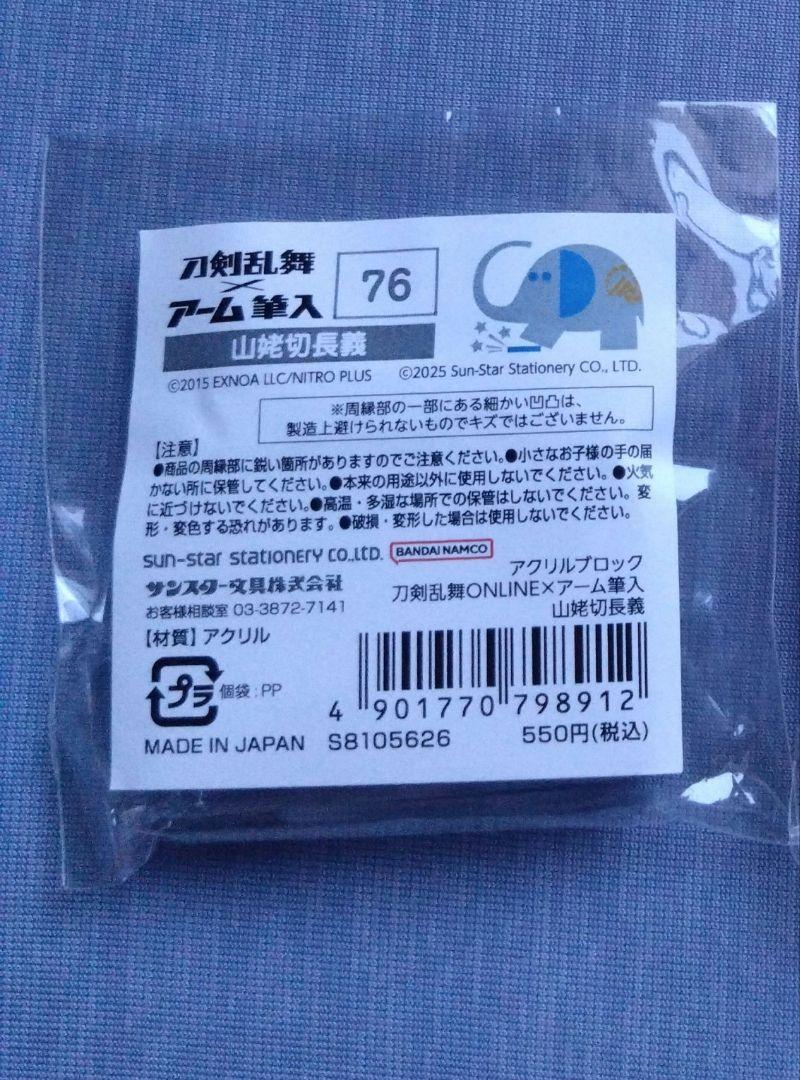 刀剣乱舞
×
アーム筆入
76
山姥切長義
©2015 EXNOA LLC/NITRO PLUS
©2025 Sun-Star Stationery CO., LTD.
※周縁部の一部にある細かい凹凸は、
製造上避けられないものでキズではございません。
【注意】
●商品の周縁部に鋭い箇所がありますのでご注意ください。●小さなお子様の手の届
かない所に保管してください。●本来の用途以外に使用しないでください。●火気
に近づけないでください。●高温・多湿な場所での保管はしないでください。変
形・変色する恐れがあります。●破損・変形した場合は使用しないでください。
sun-star stationery co.,ltd.
BANDAI NAMCO
サンスター文具株式会社
お客様相談室 03-3872-7141
アクリルブロック
刀剣乱舞ONLINE×アーム筆入
山姥切長義
【材質】アクリル
プラ
個袋:PP
4 901770 798912
MADE IN JAPAN
S8105626
550円(税込)